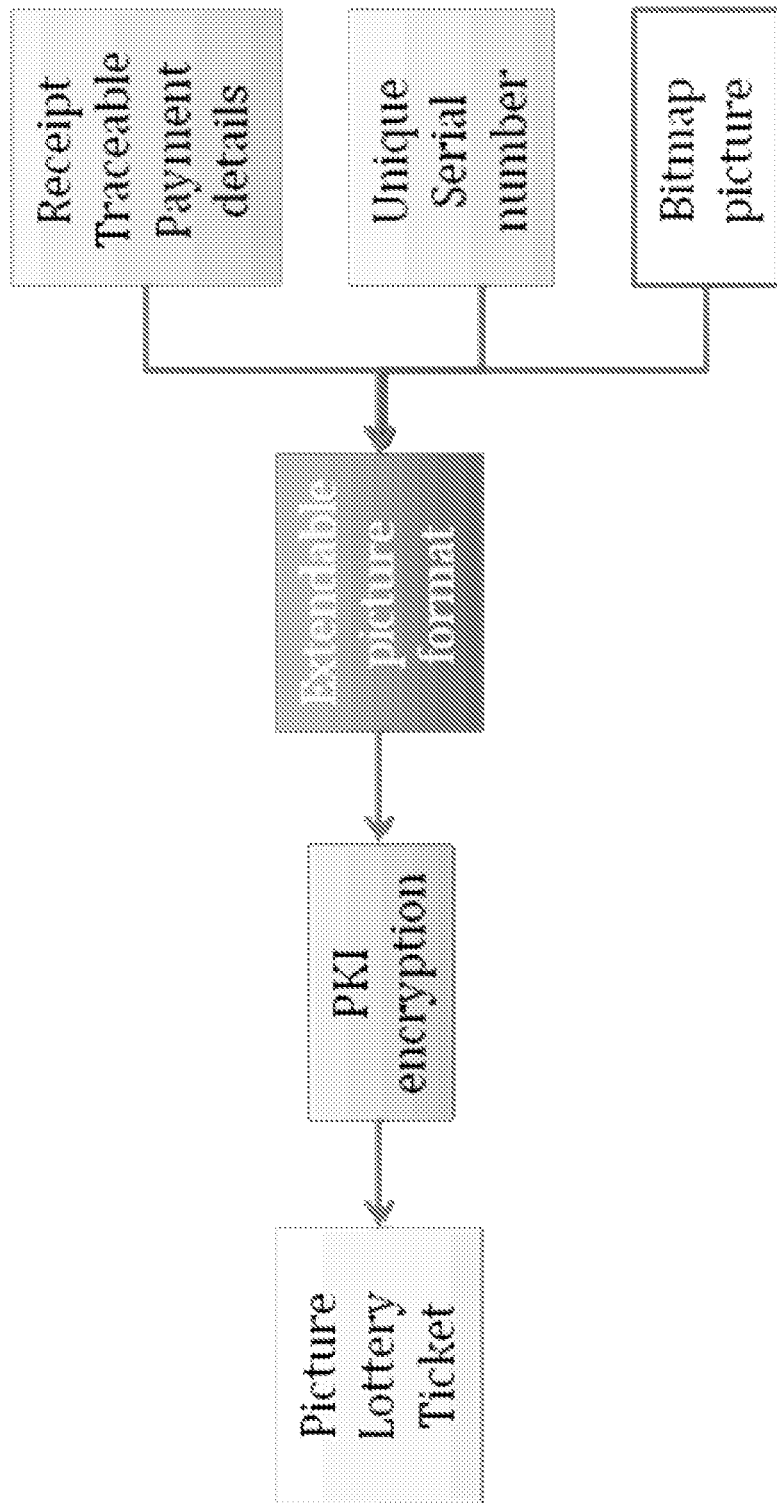 Receipt
Traceable
Payment
details
Unique
Serial
number
Bitmap
picture
Extendable
picture
format
PKI
encryption
Picture
Lottery
Ticket